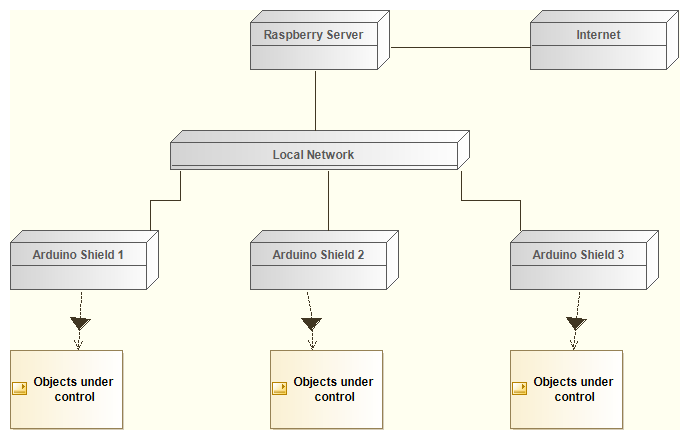 Raspberry Server
Internet
Local Network
Arduino Shield 1
Arduino Shield 2
Arduino Shield 3
Objects under
control
Objects under
control
Objects under
control